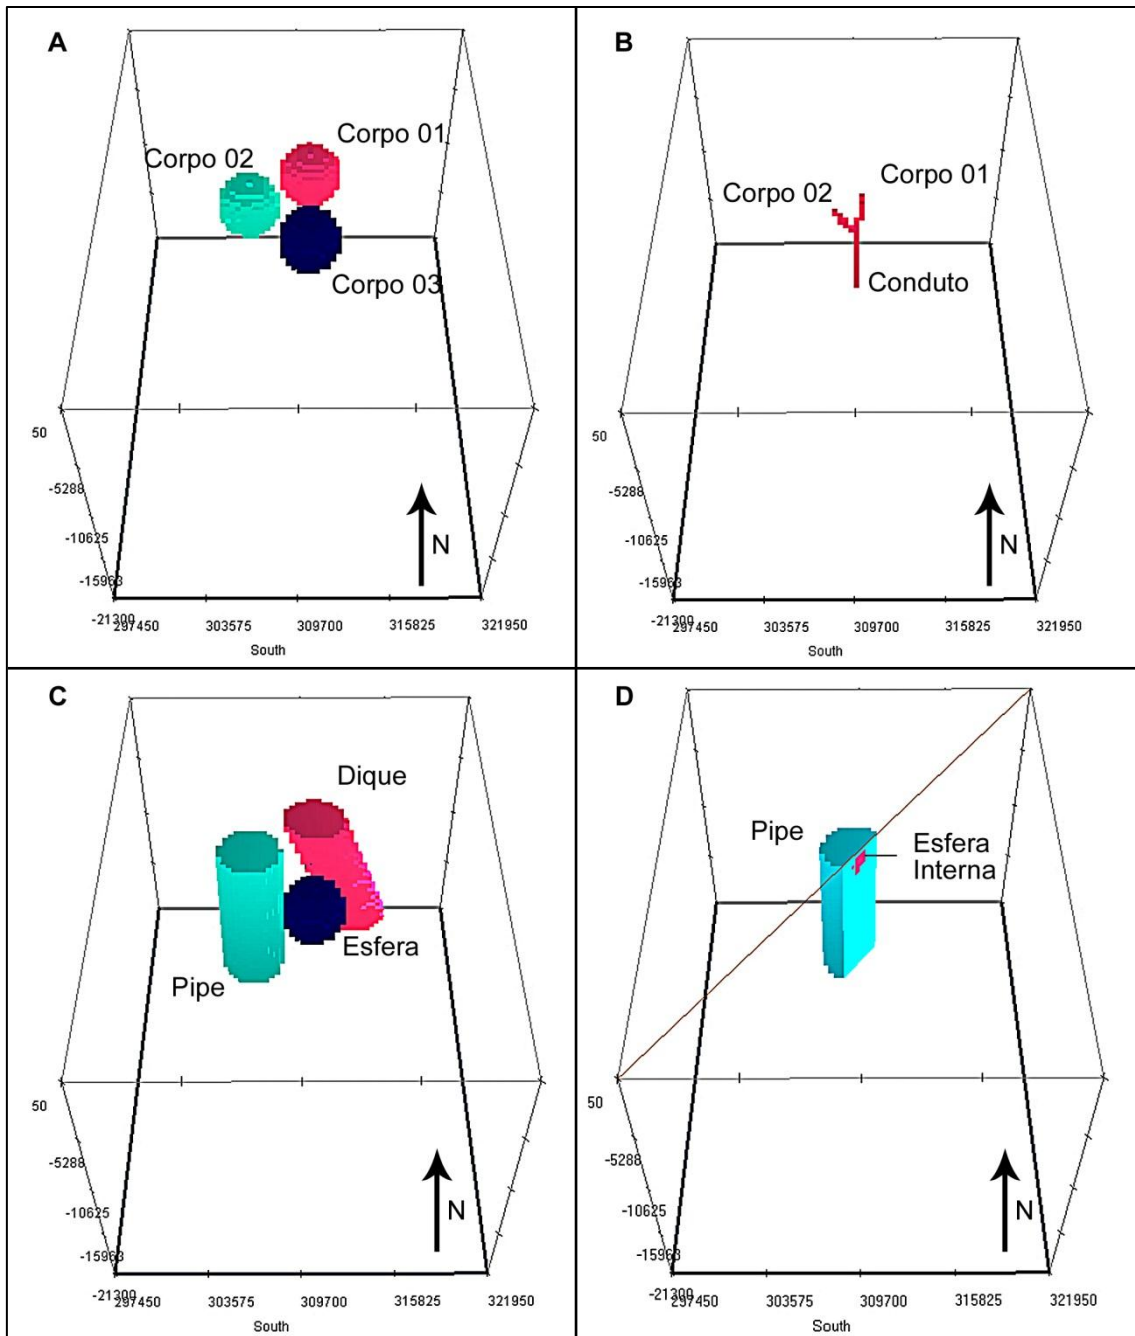 A
Corpo 01
Corpo 02
Corpo 03
50
-5288
-10625
-15963
-21300
297450
303575
309700
315825
321950
South
N
B
Corpo 01
Corpo 02
Conduto
50
-5288
-10625
-15963
-21300
297450
303575
309700
315825
321950
South
N
C
Dique
Esfera
Pipe
50
-5288
-10625
-15963
-21300
297450
303575
309700
315825
321950
South
N
D
Pipe
Esfera
Interna
50
-5288
-10625
-15963
-21300
297450
303575
309700
315825
321950
South
N